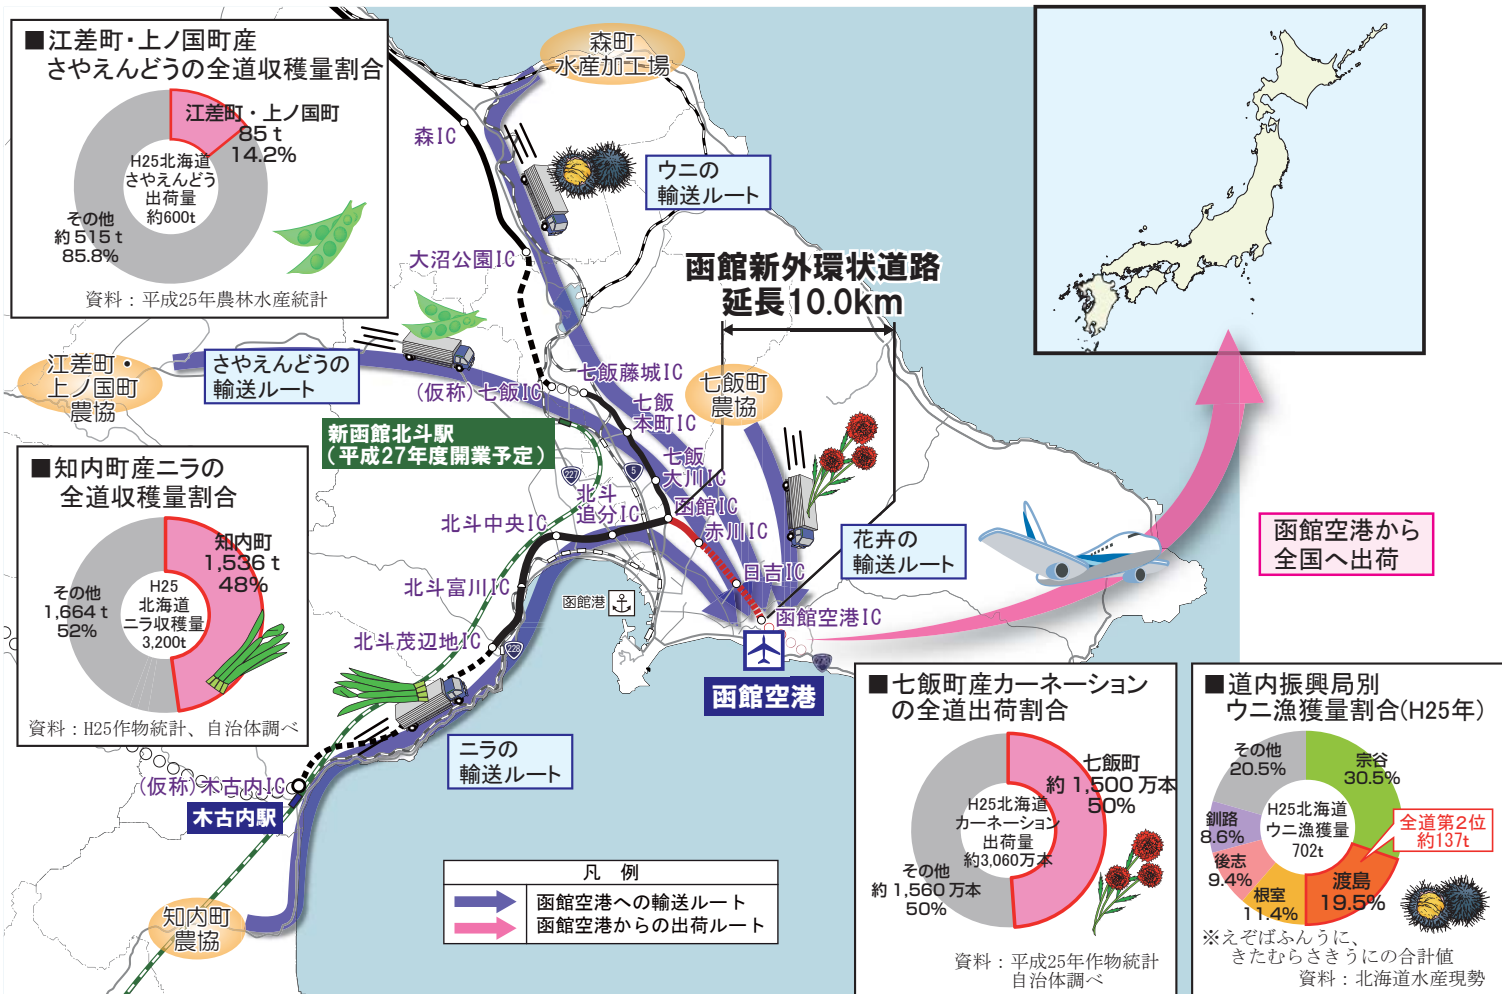 ■江差町・上ノ国町産
さやえんどうの全道収穫量割合
江差町・上ノ国町
85ｔ
14.2%
H25北海道
さやえんどう
出荷量
約600t
その他
約515ｔ
85.8%
資料：平成25年農林水産統計
森町
水産加工場
森IC
ウニの
輸送ルート
大沼公園IC
函館新外環状道路
延長10.0km
江差町・
上ノ国町
農協
さやえんどうの
輸送ルート
(仮称)七飯IC
七飯藤城IC
七飯
本町IC
七飯町
農協
新函館北斗駅
（平成27年度開業予定）
227
5
七飯
大川IC
北斗
追分IC
函館IC
北斗中央IC
赤川IC
花卉の
輸送ルート
函館空港から
全国へ出荷
日吉IC
北斗富川IC
函館港
函館空港IC
北斗茂辺地IC
228
函館空港
■知内町産ニラの
全道収穫量割合
知内町
1,536ｔ
48%
その他
1,664ｔ
52%
H25
北海道
ニラ収穫量
3,200t
資料：H25作物統計、自治体調べ
ニラの
輸送ルート
(仮称)木古内IC
木古内駅
知内町
農協
凡 例
函館空港への輸送ルート
函館空港からの出荷ルート
■七飯町産カーネーション
の全道出荷割合
七飯町
約1,500万本
50%
H25北海道
カーネーション
出荷量
約3,060万本
その他
約1,560万本
50%
資料：平成25年作物統計
自治体調べ
■道内振興局別
ウニ漁獲量割合(H25年)
その他
20.5%
宗谷
30.5%
釧路
8.6%
H25北海道
ウニ漁獲量
702t
全道第2位
約137t
後志
9.4%
根室
11.4%
渡島
19.5%
※えぞばふんうに、
きたむらさきうにの合計値
資料：北海道水産現勢